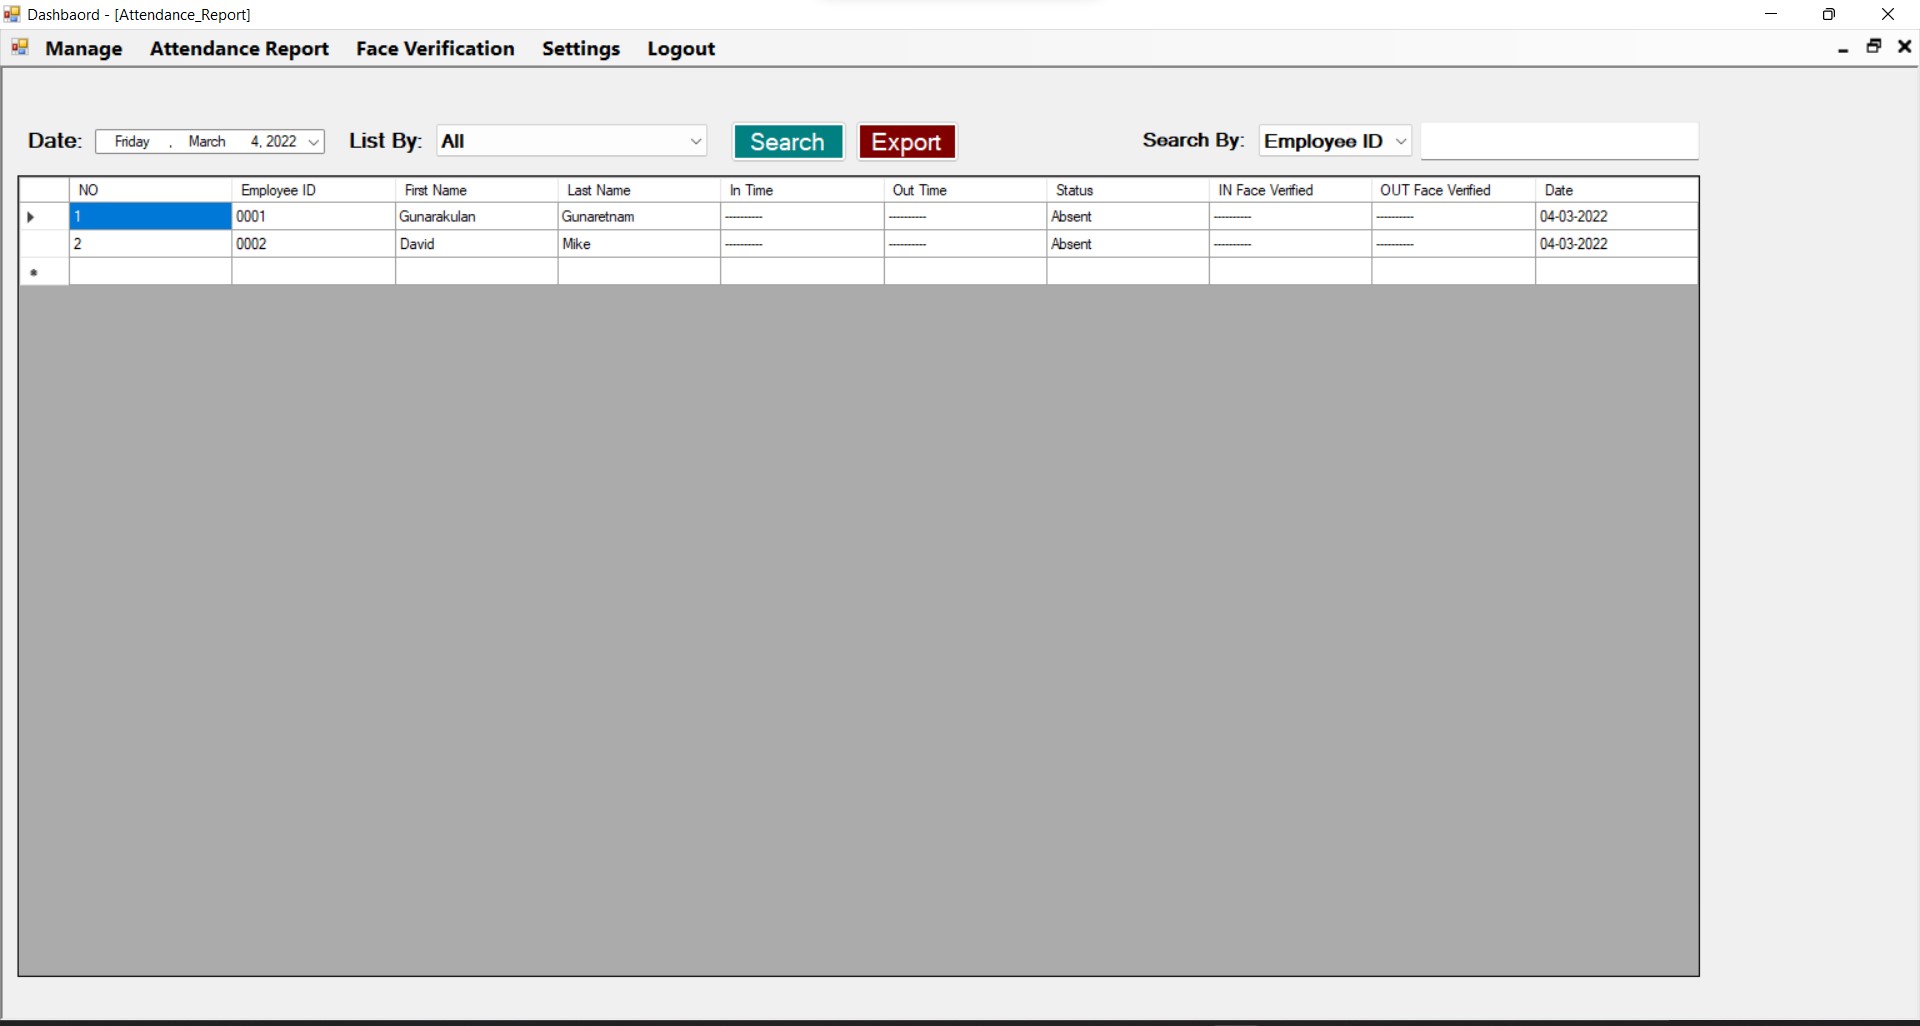 Dashbaord - [Attendance_Report]
Manage Attendance Report Face Verification Settings Logout
Date: Friday , March 4, 2022 List By: All Search Export Search By: Employee ID
NO Employee ID First Name Last Name In Time Out Time Status IN Face Verified OUT Face Verified Date
1 0001 Gunarakulan Gunaretnam ---------- ---------- Absent ---------- ---------- 04-03-2022
2 0002 David Mike ---------- ---------- Absent ---------- ---------- 04-03-2022